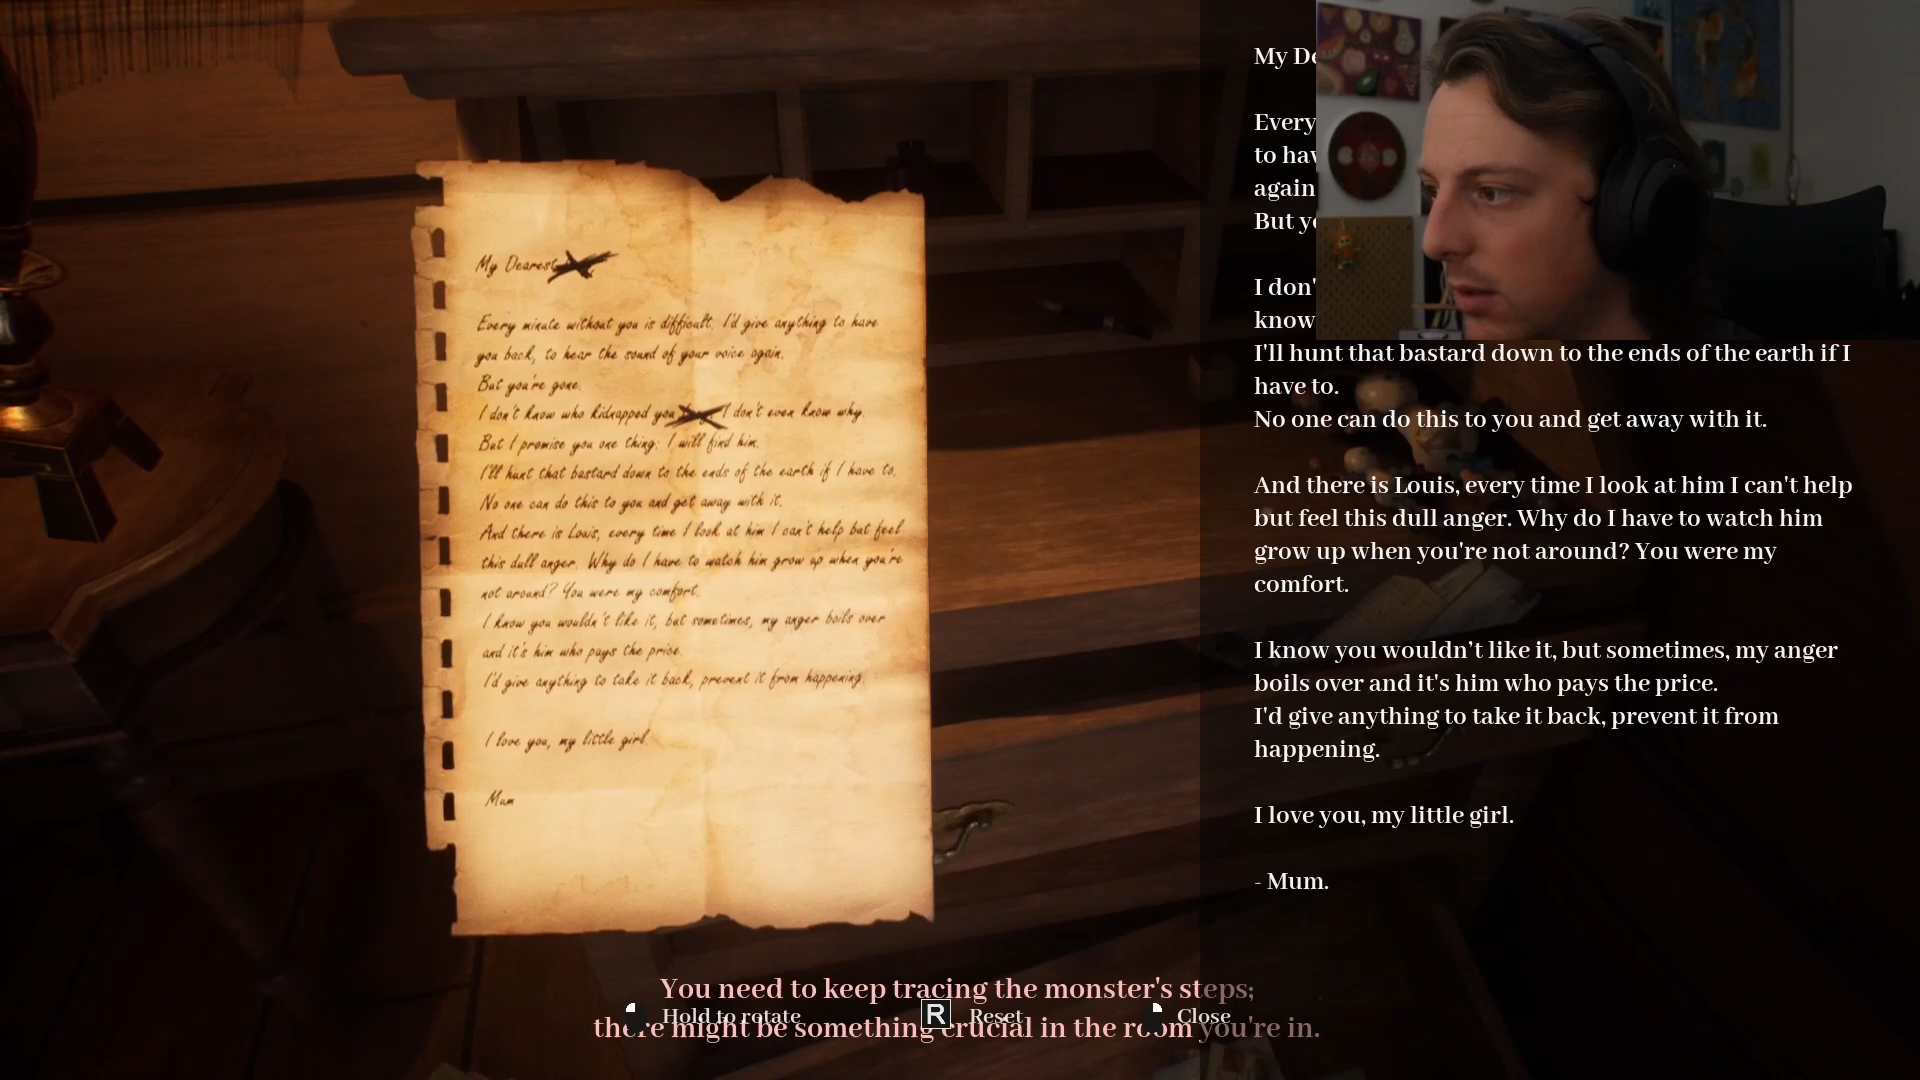 My Dearest
Every minute without you is difficult. I'd give anything to have
you back, to hear the sound of your voice again.
But you're gone.
I don't know who kidnapped you I don't even know why.
But I promise you one thing: I will find him.
I'll hunt that bastard down to the ends of the earth if I have to.
No one can do this to you and get away with it.
And there is Louis, every time I look at him I can't help but feel
this dull anger. Why do I have to watch him grow up when you're
not around? You were my comfort.
I know you wouldn't like it, but sometimes, my anger boils over
and it's him who pays the price.
I'd give anything to take it back, prevent it from happening.
I love you, my little girl.
Mum
My
Every
to
again
But
I don'
know
I'll hunt that bastard down to the ends of the earth if I
have to.
No one can do this to you and get away with it.
And there is Louis, every time I look at him I can't help
but feel this dull anger. Why do I have to watch him
grow up when you're not around? You were my
comfort.
I know you wouldn’t like it, but sometimes, my anger
boils over and it's him who pays the price.
I'd give anything to take it back, prevent it from
happening.
I love you, my little girl.
- Mum.
You need to keep tracing the monster's steps;
there might be something crucial in the room you're in.
Hold to rotate
R Reset
Close